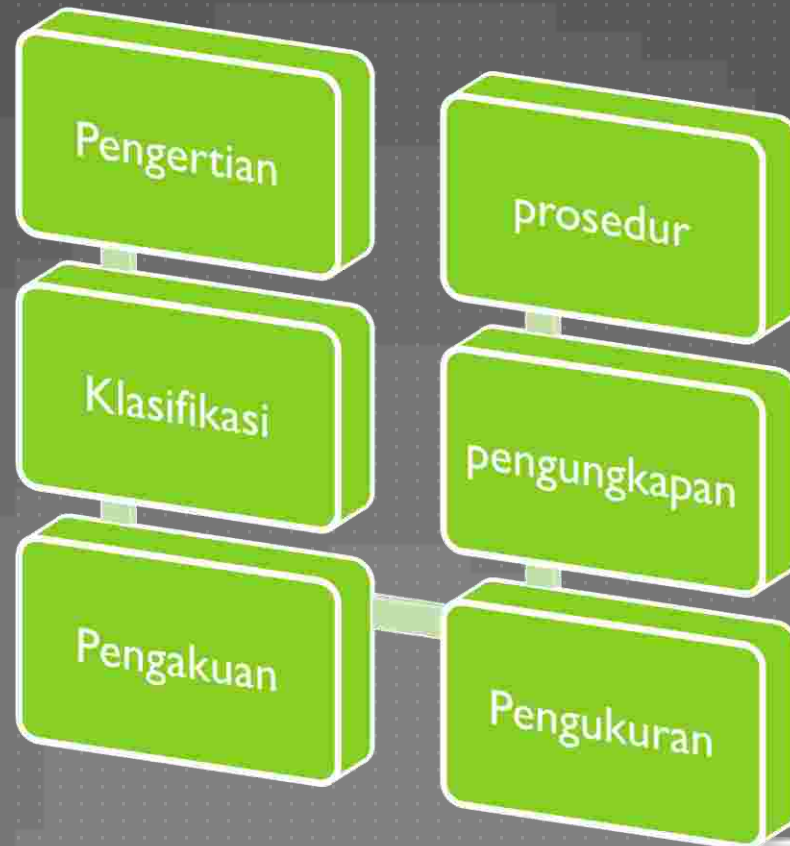 Pengertian
Klasifikasi
Pengakuan
Pengukuran
pengungkapan
prosedur